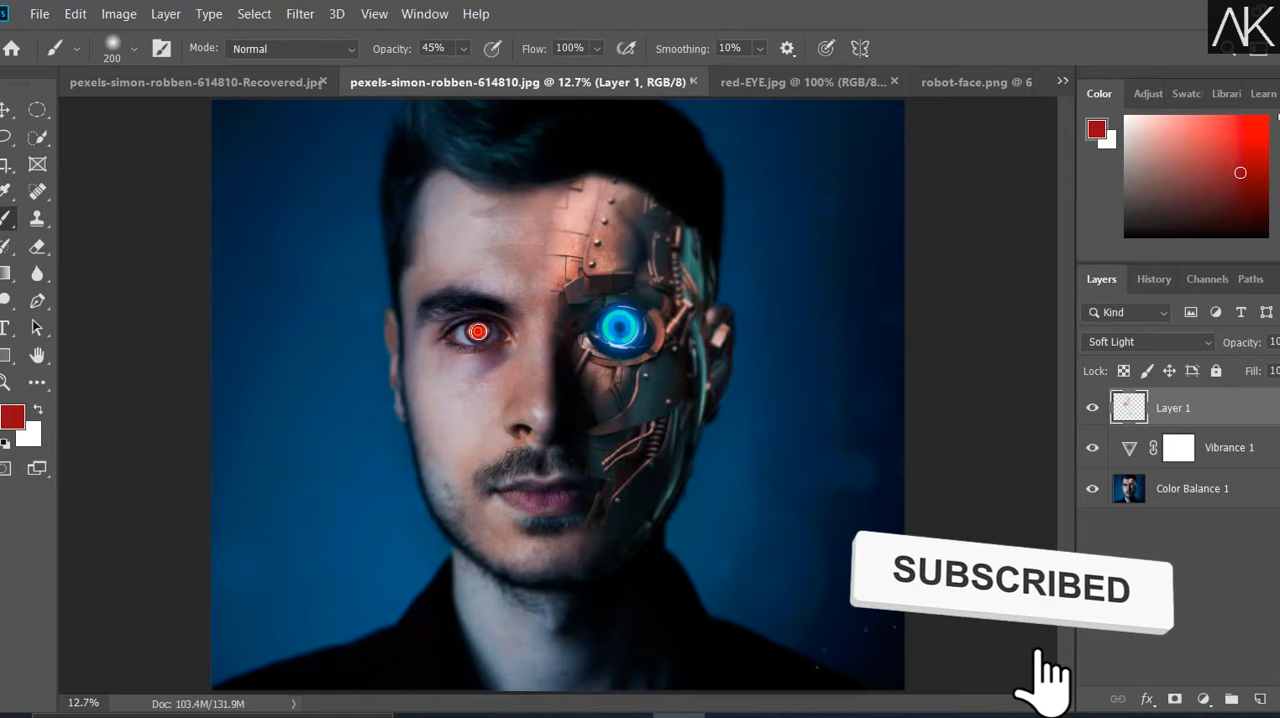 File Edit Image Layer Type Select Filter 3D View Window Help
AK
200 Mode: Normal Opacity: 45% Flow: 100% Smoothing: 10%
pexels-simon-robben-614810-Recovered.jpg pexels-simon-robben-614810.jpg @ 12.7% (Layer 1, RGB/8) red-EYE.jpg @ 100% (RGB/8... robot-face.png @ 6
Color Adjust Swatc Librari Learn
Layers History Channels Paths
Kind
Soft Light Opacity: 10
Lock: Fill: 10
Layer 1
Vibrance 1
Color Balance 1
SUBSCRIBED
fx
12.7% Doc: 103.4M/131.9M